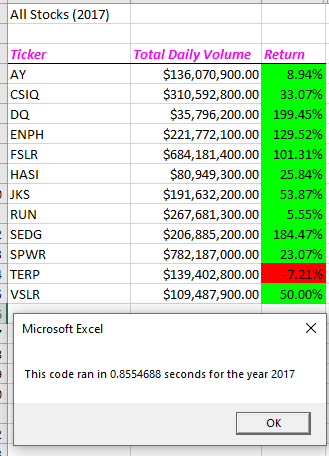 All Stocks (2017)
Ticker Total Daily Volume Return
AY $136,070,900.00 8.94%
CSIQ $310,592,800.00 33.07%
DQ $35,796,200.00 199.45%
ENPH $221,772,100.00 129.52%
FSLR $684,181,400.00 101.31%
HASI $80,949,300.00 25.84%
JKS $191,632,200.00 53.87%
RUN $267,681,300.00 5.55%
SEDG $206,885,200.00 184.47%
SPWR $782,187,000.00 23.07%
TERP $139,402,800.00 -7.21%
VSLR $109,487,900.00 50.00%
Microsoft Excel
This code ran in 0.8554688 seconds for the year 2017
OK